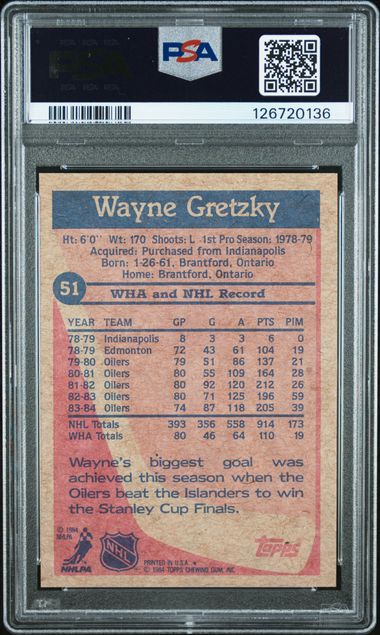 PSA
PSA
126720136
Wayne Gretzky
Ht: 6'0" Wt: 170 Shoots: L 1st Pro Season: 1978-79
Acquired: Purchased from Indianapolis
Born: 1-26-61, Brantford, Ontario
Home: Brantford, Ontario
51
WHA and NHL Record
YEAR TEAM GP G A PTS PIM
78-79 Indianapolis 8 3 3 6 0
78-79 Edmonton 72 43 61 104 19
79-80 Oilers 79 51 86 137 21
80-81 Oilers 80 55 109 164 28
81-82 Oilers 80 92 120 212 26
82-83 Oilers 80 71 125 196 59
83-84 Oilers 74 87 118 205 39
NHL Totals 393 356 558 914 173
WHA Totals 80 46 64 110 19
Wayne's biggest goal was
achieved this season when the
Oilers beat the Islanders to win
the Stanley Cup Finals.
© 1984
NHLPA
NHLPA
NHL
topps
PRINTED IN U.S.A.
© 1984 TOPPS CHEWING GUM, INC.